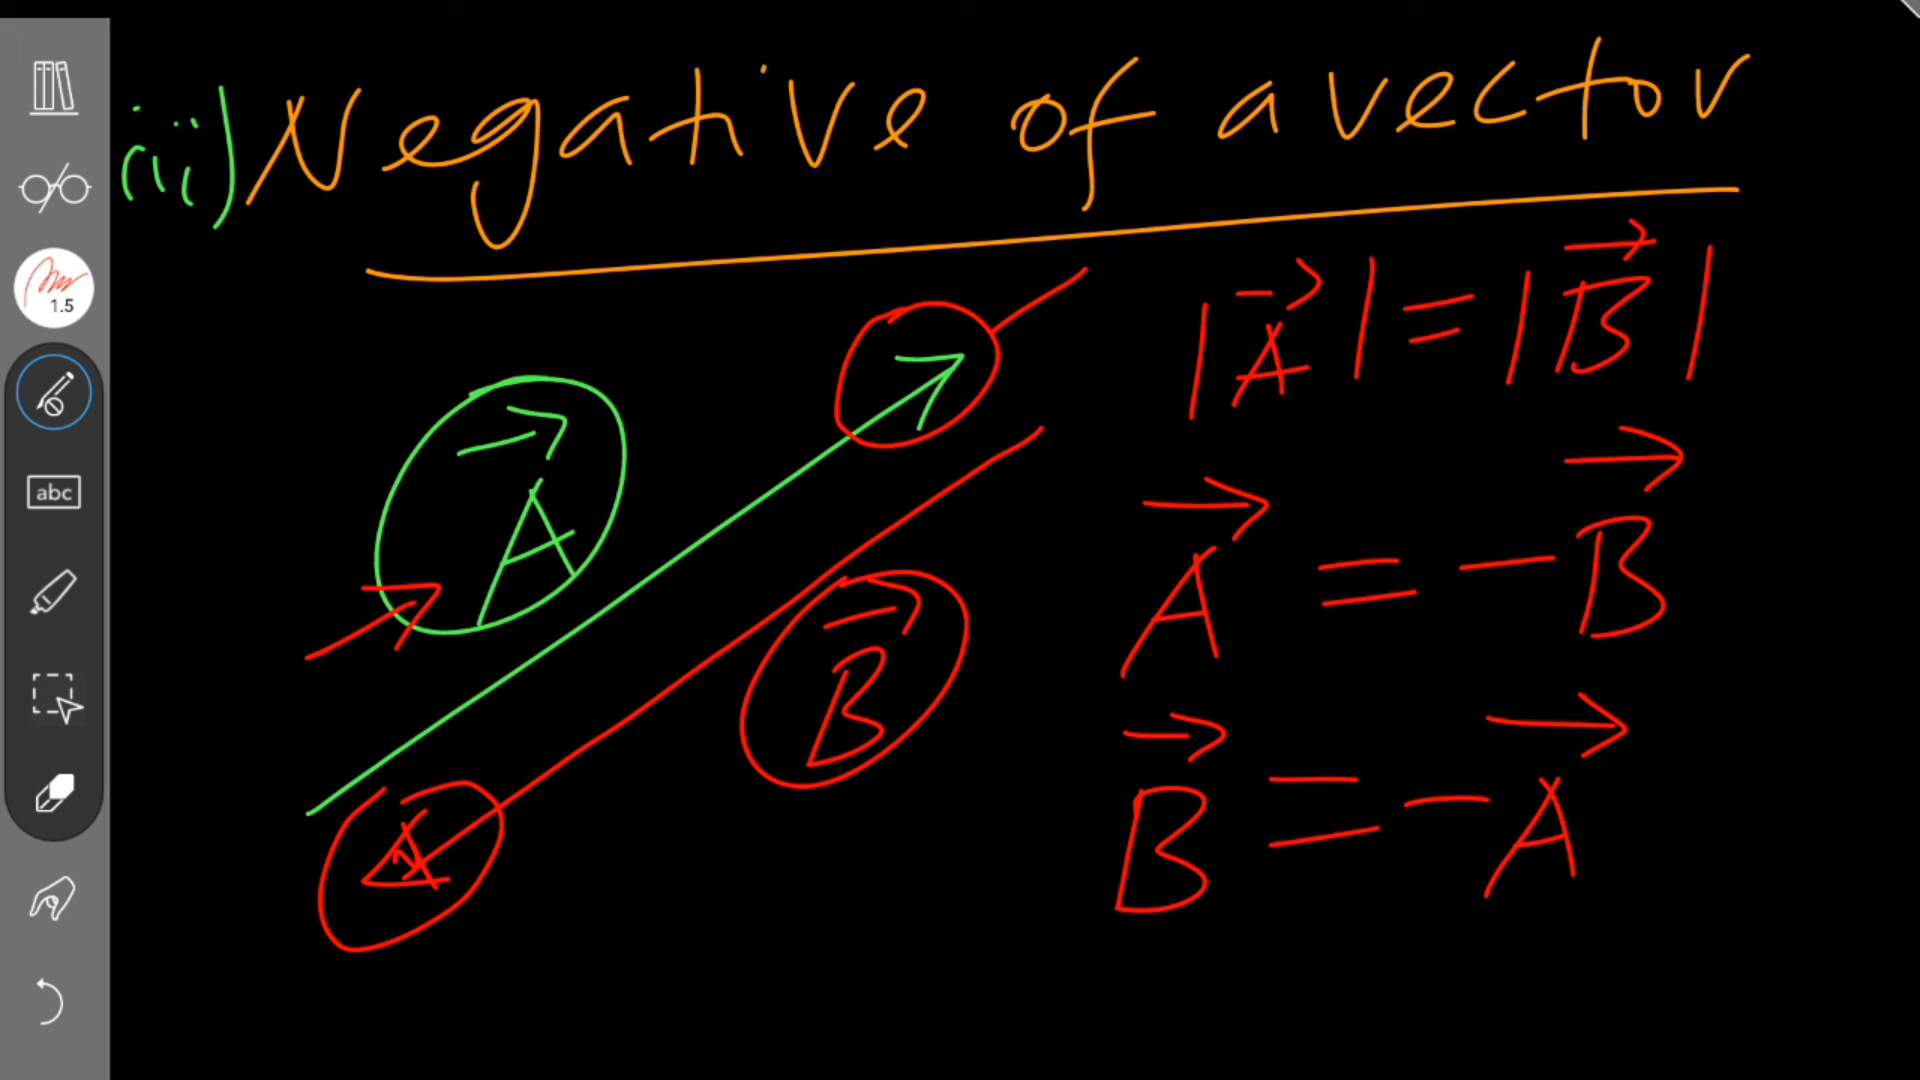 (ii) Negative of a vector
|A⃗| = |B⃗|
A⃗
A⃗ = -B⃗
B⃗
B⃗ = -A⃗
1.5
abc